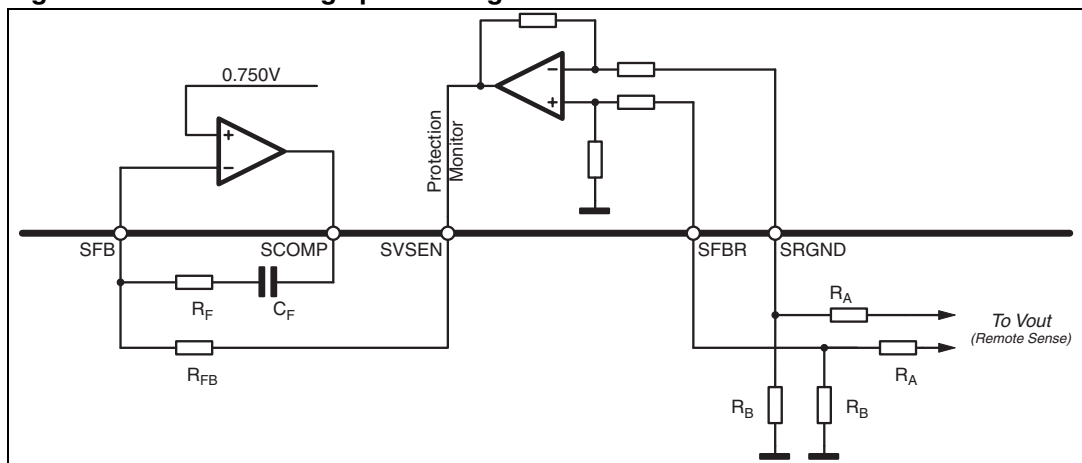 0.750V
−
+
+
−
Protection
Monitor
SFB
SCOMP
SVSEN
SFBR
SRGND
RF
CF
RFB
RA
To Vout
(Remote Sense)
RA
RB
RB